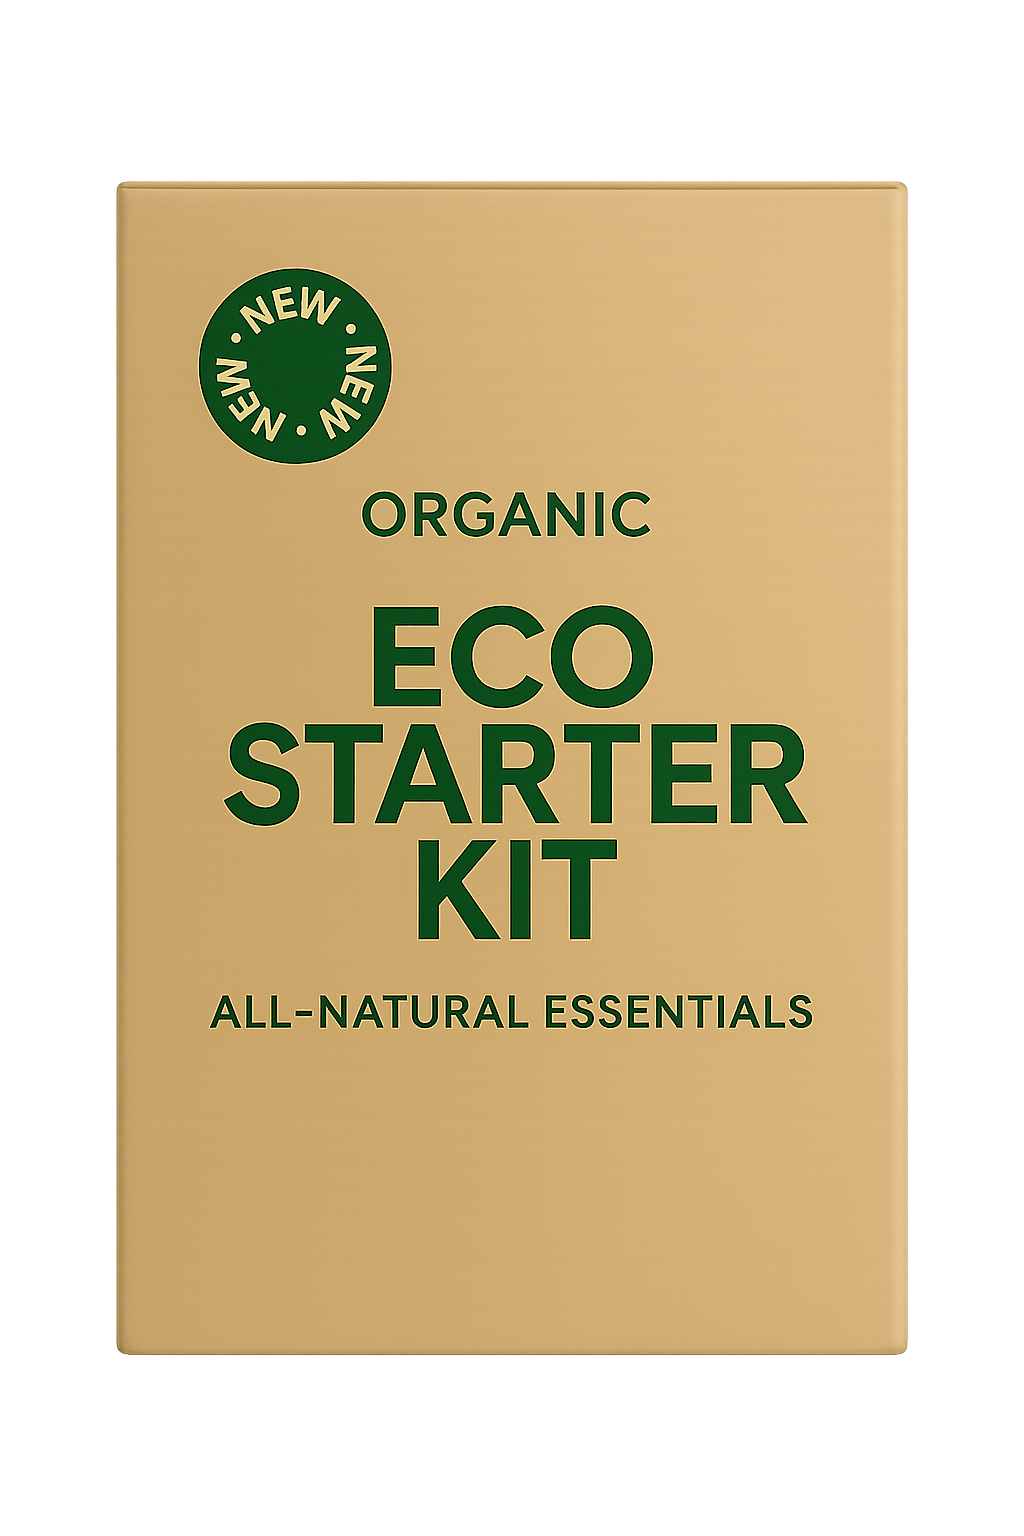 NEW • NEW • NEW •
ORGANIC
ECO
STARTER
KIT
ALL-NATURAL ESSENTIALS